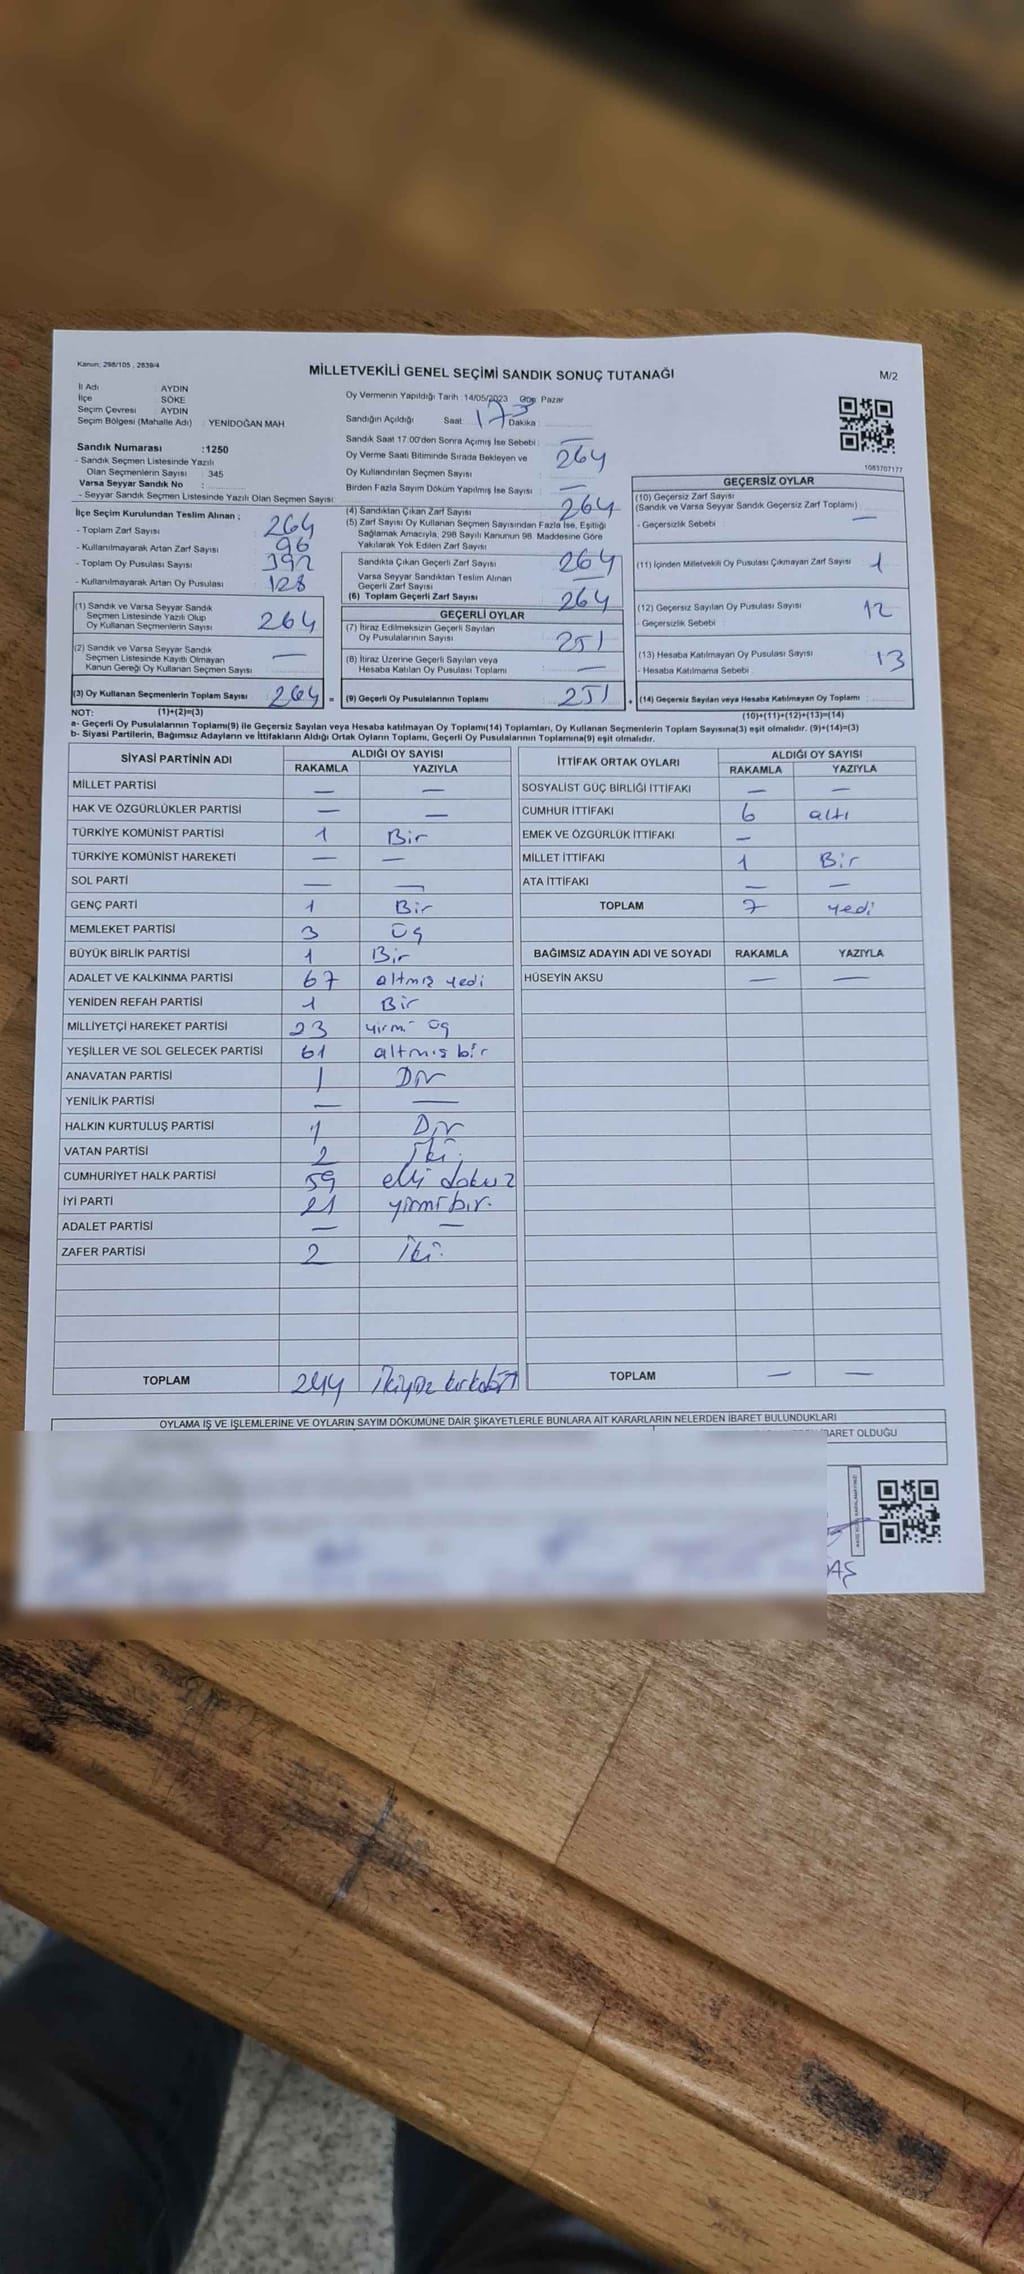 Kanun: 298/105 , 2839/4
MİLLETVEKİLİ GENEL SEÇİMİ SANDIK SONUÇ TUTANAĞI
M/2
İl Adı AYDIN
İlçe SÖKE
Seçim Çevresi AYDIN
Seçim Bölgesi (Mahalle Adı) : YENİDOĞAN MAH
Sandık Numarası :1250
- Sandık Seçmen Listesinde Yazılı
Olan Seçmenlerin Sayısı : 345
Varsa Seyyar Sandık No :
- Seyyar Sandık Seçmen Listesinde Yazılı Olan Seçmen Sayısı:
Oy Vermenin Yapıldığı Tarih :14/05/2023 Gün: Pazar
Sandığın Açıldığı Saat: 17 Dakika:
Sandık Saat 17.00'den Sonra Açımış İse Sebebi : —
Oy Verme Saati Bitiminde Sırada Bekleyen ve
Oy Kullandırılan Seçmen Sayısı : 264
Birden Fazla Sayım Döküm Yapılmış İse Sayısı : —
1083707177
İlçe Seçim Kurulundan Teslim Alınan ;
- Toplam Zarf Sayısı : 264
- Kullanılmayarak Artan Zarf Sayısı : 96
- Toplam Oy Pusulası Sayısı : 392
- Kullanılmayarak Artan Oy Pusulası : 128
(1) Sandık ve Varsa Seyyar Sandık
Seçmen Listesinde Yazılı Olup
Oy Kullanan Seçmenlerin Sayısı : 264
(2) Sandık ve Varsa Seyyar Sandık
Seçmen Listesinde Kayıtlı Olmayan
Kanun Gereği Oy Kullanan Seçmen Sayısı —
(3) Oy Kullanan Seçmenlerin Toplam Sayısı : 264 =
(4) Sandıktan Çıkan Zarf Sayısı : 264
(5) Zarf Sayısı Oy Kullanan Seçmen Sayısından Fazla İse, Eşitliği
Sağlamak Amacıyla, 298 Sayılı Kanunun 98. Maddesine Göre
Yakılarak Yok Edilen Zarf Sayısı
Sandıkta Çıkan Geçerli Zarf Sayısı : 264
Varsa Seyyar Sandıktan Teslim Alınan
Geçerli Zarf Sayısı : —
(6) Toplam Geçerli Zarf Sayısı : 264
GEÇERLİ OYLAR
(7) İtiraz Edilmeksizin Geçerli Sayılan
Oy Pusulalarının Sayısı : 251
(8) İtiraz Üzerine Geçerli Sayılan veya
Hesaba Katılan Oy Pusulası Toplamı : —
(9) Geçerli Oy Pusulalarının Toplamı : 251 +
GEÇERSİZ OYLAR
(10) Geçersiz Zarf Sayısı
(Sandık ve Varsa Seyyar Sandık Geçersiz Zarf Toplamı) :
- Geçersizlik Sebebi : —
(11) İçinden Milletvekili Oy Pusulası Çıkmayan Zarf Sayısı : 1
(12) Geçersiz Sayılan Oy Pusulası Sayısı : 12
- Geçersizlik Sebebi :
(13) Hesaba Katılmayan Oy Pusulası Sayısı : 13
- Hesaba Katılmama Sebebi :
(14) Geçersiz Sayılan veya Hesaba Katılmayan Oy Toplamı :
NOT: (1)+(2)=(3)
(10)+(11)+(12)+(13)=(14)
a- Geçerli Oy Pusulalarının Toplamı(9) ile Geçersiz Sayılan veya Hesaba katılmayan Oy Toplamı(14) Toplamları, Oy Kullanan Seçmenlerin Toplam Sayısına(3) eşit olmalıdır. (9)+(14)=(3)
b- Siyasi Partilerin, Bağımsız Adayların ve İttifakların Aldığı Ortak Oyların Toplamı, Geçerli Oy Pusulalarının Toplamına(9) eşit olmalıdır.
SİYASİ PARTİNİN ADI ALDIĞI OY SAYISI
RAKAMLA YAZIYLA
MİLLET PARTİSİ — —
HAK VE ÖZGÜRLÜKLER PARTİSİ — —
TÜRKİYE KOMÜNİST PARTİSİ 1 Bir
TÜRKİYE KOMÜNİST HAREKETİ — —
SOL PARTİ — —
GENÇ PARTİ 1 Bir
MEMLEKET PARTİSİ 3 Üç
BÜYÜK BİRLİK PARTİSİ 1 Bir
ADALET VE KALKINMA PARTİSİ 67 altmış yedi
YENİDEN REFAH PARTİSİ 1 Bir
MİLLİYETÇİ HAREKET PARTİSİ 23 yirmi üç
YEŞİLLER VE SOL GELECEK PARTİSİ 61 altmış bir
ANAVATAN PARTİSİ 1 Bir
YENİLİK PARTİSİ — —
HALKIN KURTULUŞ PARTİSİ 1 Bir
VATAN PARTİSİ 2 İki
CUMHURİYET HALK PARTİSİ 59 elli dokuz
İYİ PARTİ 21 yirmi bir.
ADALET PARTİSİ — —
ZAFER PARTİSİ 2 İki
TOPLAM 244 İkiyüz kırkdört
İTTİFAK ORTAK OYLARI ALDIĞI OY SAYISI
RAKAMLA YAZIYLA
SOSYALİST GÜÇ BİRLİĞİ İTTİFAKI — —
CUMHUR İTTİFAKI 6 altı
EMEK VE ÖZGÜRLÜK İTTİFAKI —
MİLLET İTTİFAKI 1 Bir
ATA İTTİFAKI — —
TOPLAM 7 yedi
BAĞIMSIZ ADAYIN ADI VE SOYADI RAKAMLA YAZIYLA
HÜSEYİN AKSU — —
TOPLAM — —
OYLAMA İŞ VE İŞLEMLERİNE VE OYLARIN SAYIM DÖKÜMÜNE DAİR ŞİKAYETLERLE BUNLARA AİT KARARLARIN NELERDEN İBARET BULUNDUKLARI
İBARET OLDUĞU